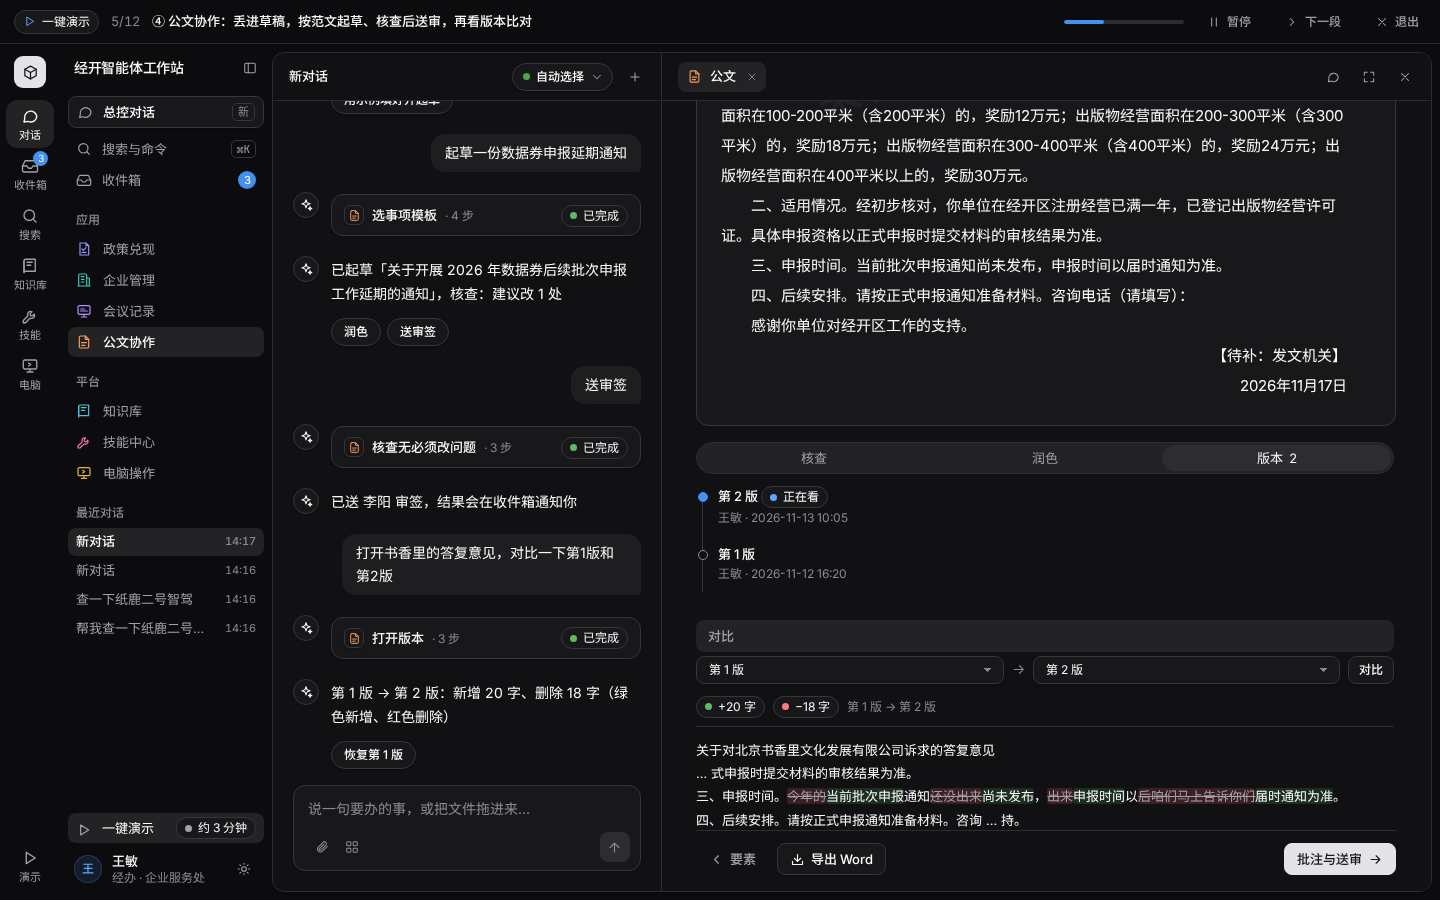 一键演示
5/12
④ 公文协作：丢进草稿，按范文起草、核查后送审，再看版本比对
暂停
下一段
退出
对话
3
收件箱
搜索
知识库
技能
电脑
演示
经开智能体工作站
总控对话
新
搜索与命令
⌘K
收件箱
3
应用
政策兑现
企业管理
会议记录
公文协作
平台
知识库
技能中心
电脑操作
最近对话
新对话 14:17
新对话 14:16
查一下纸鹿二号智驾 14:16
帮我查一下纸鹿二号... 14:16
一键演示
约 3 分钟
王
王敏
经办 · 企业服务处
新对话
自动选择
起草一份数据券申报延期通知
选事项模板 · 4 步
已完成
已起草「关于开展 2026 年数据券后续批次申报
工作延期的通知」，核查：建议改 1 处
润色
送审签
送审签
核查无必须改问题 · 3 步
已完成
已送 李阳 审签，结果会在收件箱通知你
打开书香里的答复意见，对比一下第1版和
第2版
打开版本 · 3 步
已完成
第 1 版 → 第 2 版：新增 20 字、删除 18 字（绿
色新增、红色删除）
恢复第 1 版
说一句要办的事，或把文件拖进来...
公文
面积在100-200平米（含200平米）的，奖励12万元；出版物经营面积在200-300平米（含300
平米）的，奖励18万元；出版物经营面积在300-400平米（含400平米）的，奖励24万元；出
版物经营面积在400平米以上的，奖励30万元。
二、适用情况。经初步核对，你单位在经开区注册经营已满一年，已登记出版物经营许可
证。具体申报资格以正式申报时提交材料的审核结果为准。
三、申报时间。当前批次申报通知尚未发布，申报时间以届时通知为准。
四、后续安排。请按正式申报通知准备材料。咨询电话（请填写）：
感谢你单位对经开区工作的支持。
【待补：发文机关】
2026年11月17日
核查
润色
版本 2
第 2 版
正在看
王敏 · 2026-11-13 10:05
第 1 版
王敏 · 2026-11-12 16:20
对比
第 1 版
→
第 2 版
对比
+20 字
−18 字
第 1 版 → 第 2 版
关于对北京书香里文化发展有限公司诉求的答复意见
... 式申报时提交材料的审核结果为准。
三、申报时间。今年的当前批次申报通知还没出来尚未发布，出来申报时间以后咱们马上告诉你们届时通知为准。
四、后续安排。请按正式申报通知准备材料。咨询 ... 持。
要素
导出 Word
批注与送审 →